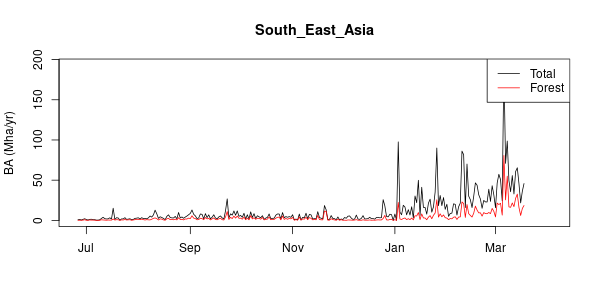 South_East_Asia
BA (Mha/yr)
200
150
100
50
0
Total
Forest
Jul Sep Nov Jan Mar